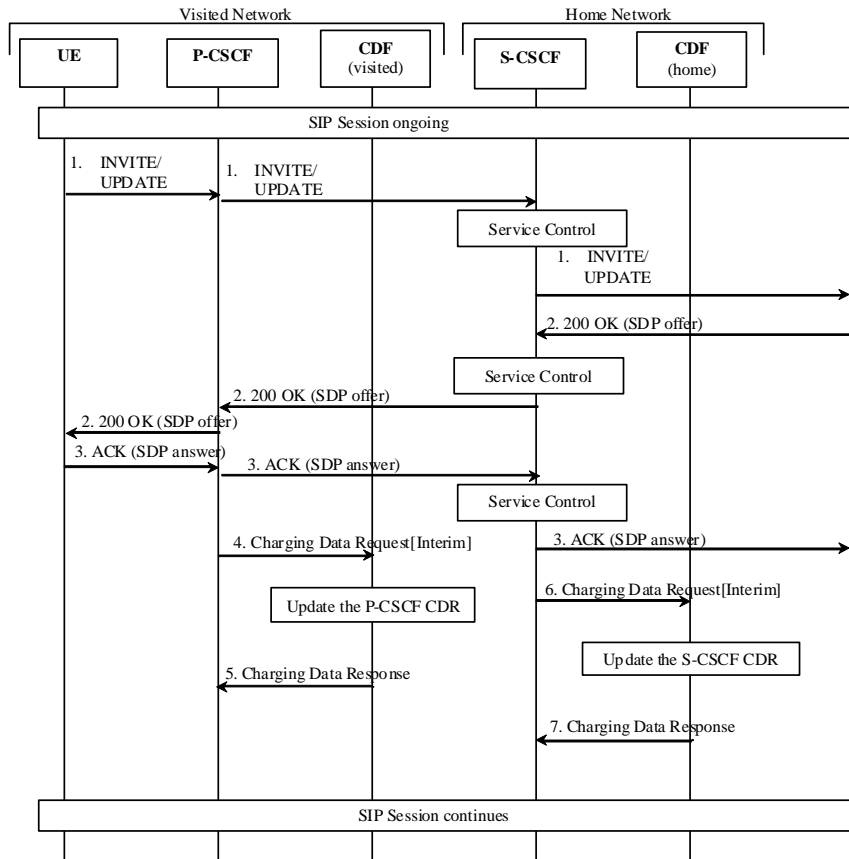 Visited Network
Home Network
UE
P-CSCF
CDF
(visited)
S-CSCF
CDF
(home)
SIP Session ongoing
1. INVITE/
UPDATE
1. INVITE/
UPDATE
Service Control
1. INVITE/
UPDATE
2. 200 OK (SDP offer)
Service Control
2. 200 OK (SDP offer)
2. 200 OK (SDP offer)
3. ACK (SDP answer)
3. ACK (SDP answer)
Service Control
4. Charging Data Request[Interim]
3. ACK (SDP answer)
6. Charging Data Request[Interim]
Update the P-CSCF CDR
Update the S-CSCF CDR
5. Charging Data Response
7. Charging Data Response
SIP Session continues